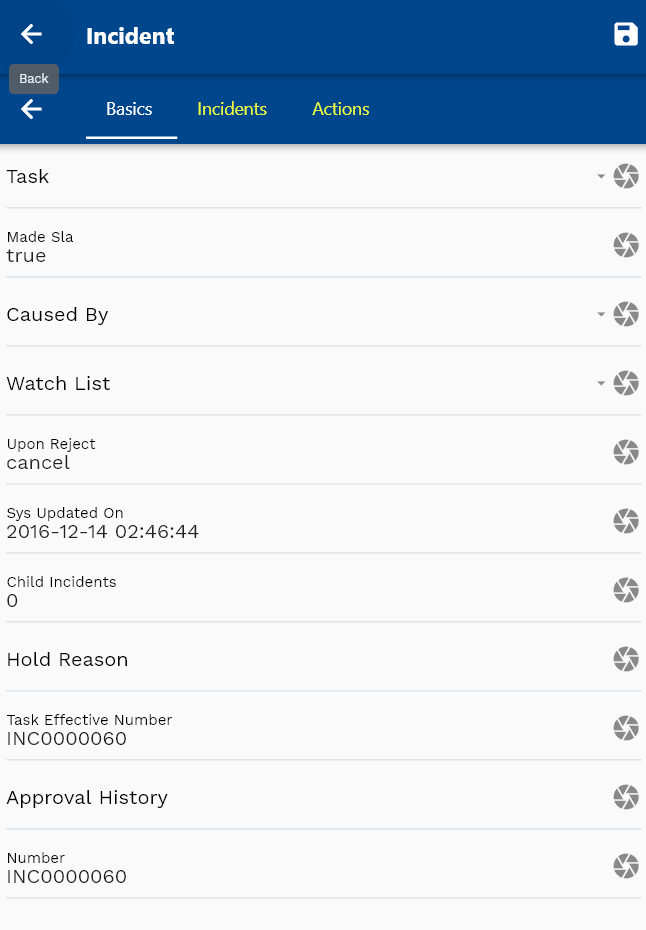 Incident
Back
Basics Incidents Actions
Task
Made Sla
true
Caused By
Watch List
Upon Reject
cancel
Sys Updated On
2016-12-14 02:46:44
Child Incidents
0
Hold Reason
Task Effective Number
INC0000060
Approval History
Number
INC0000060